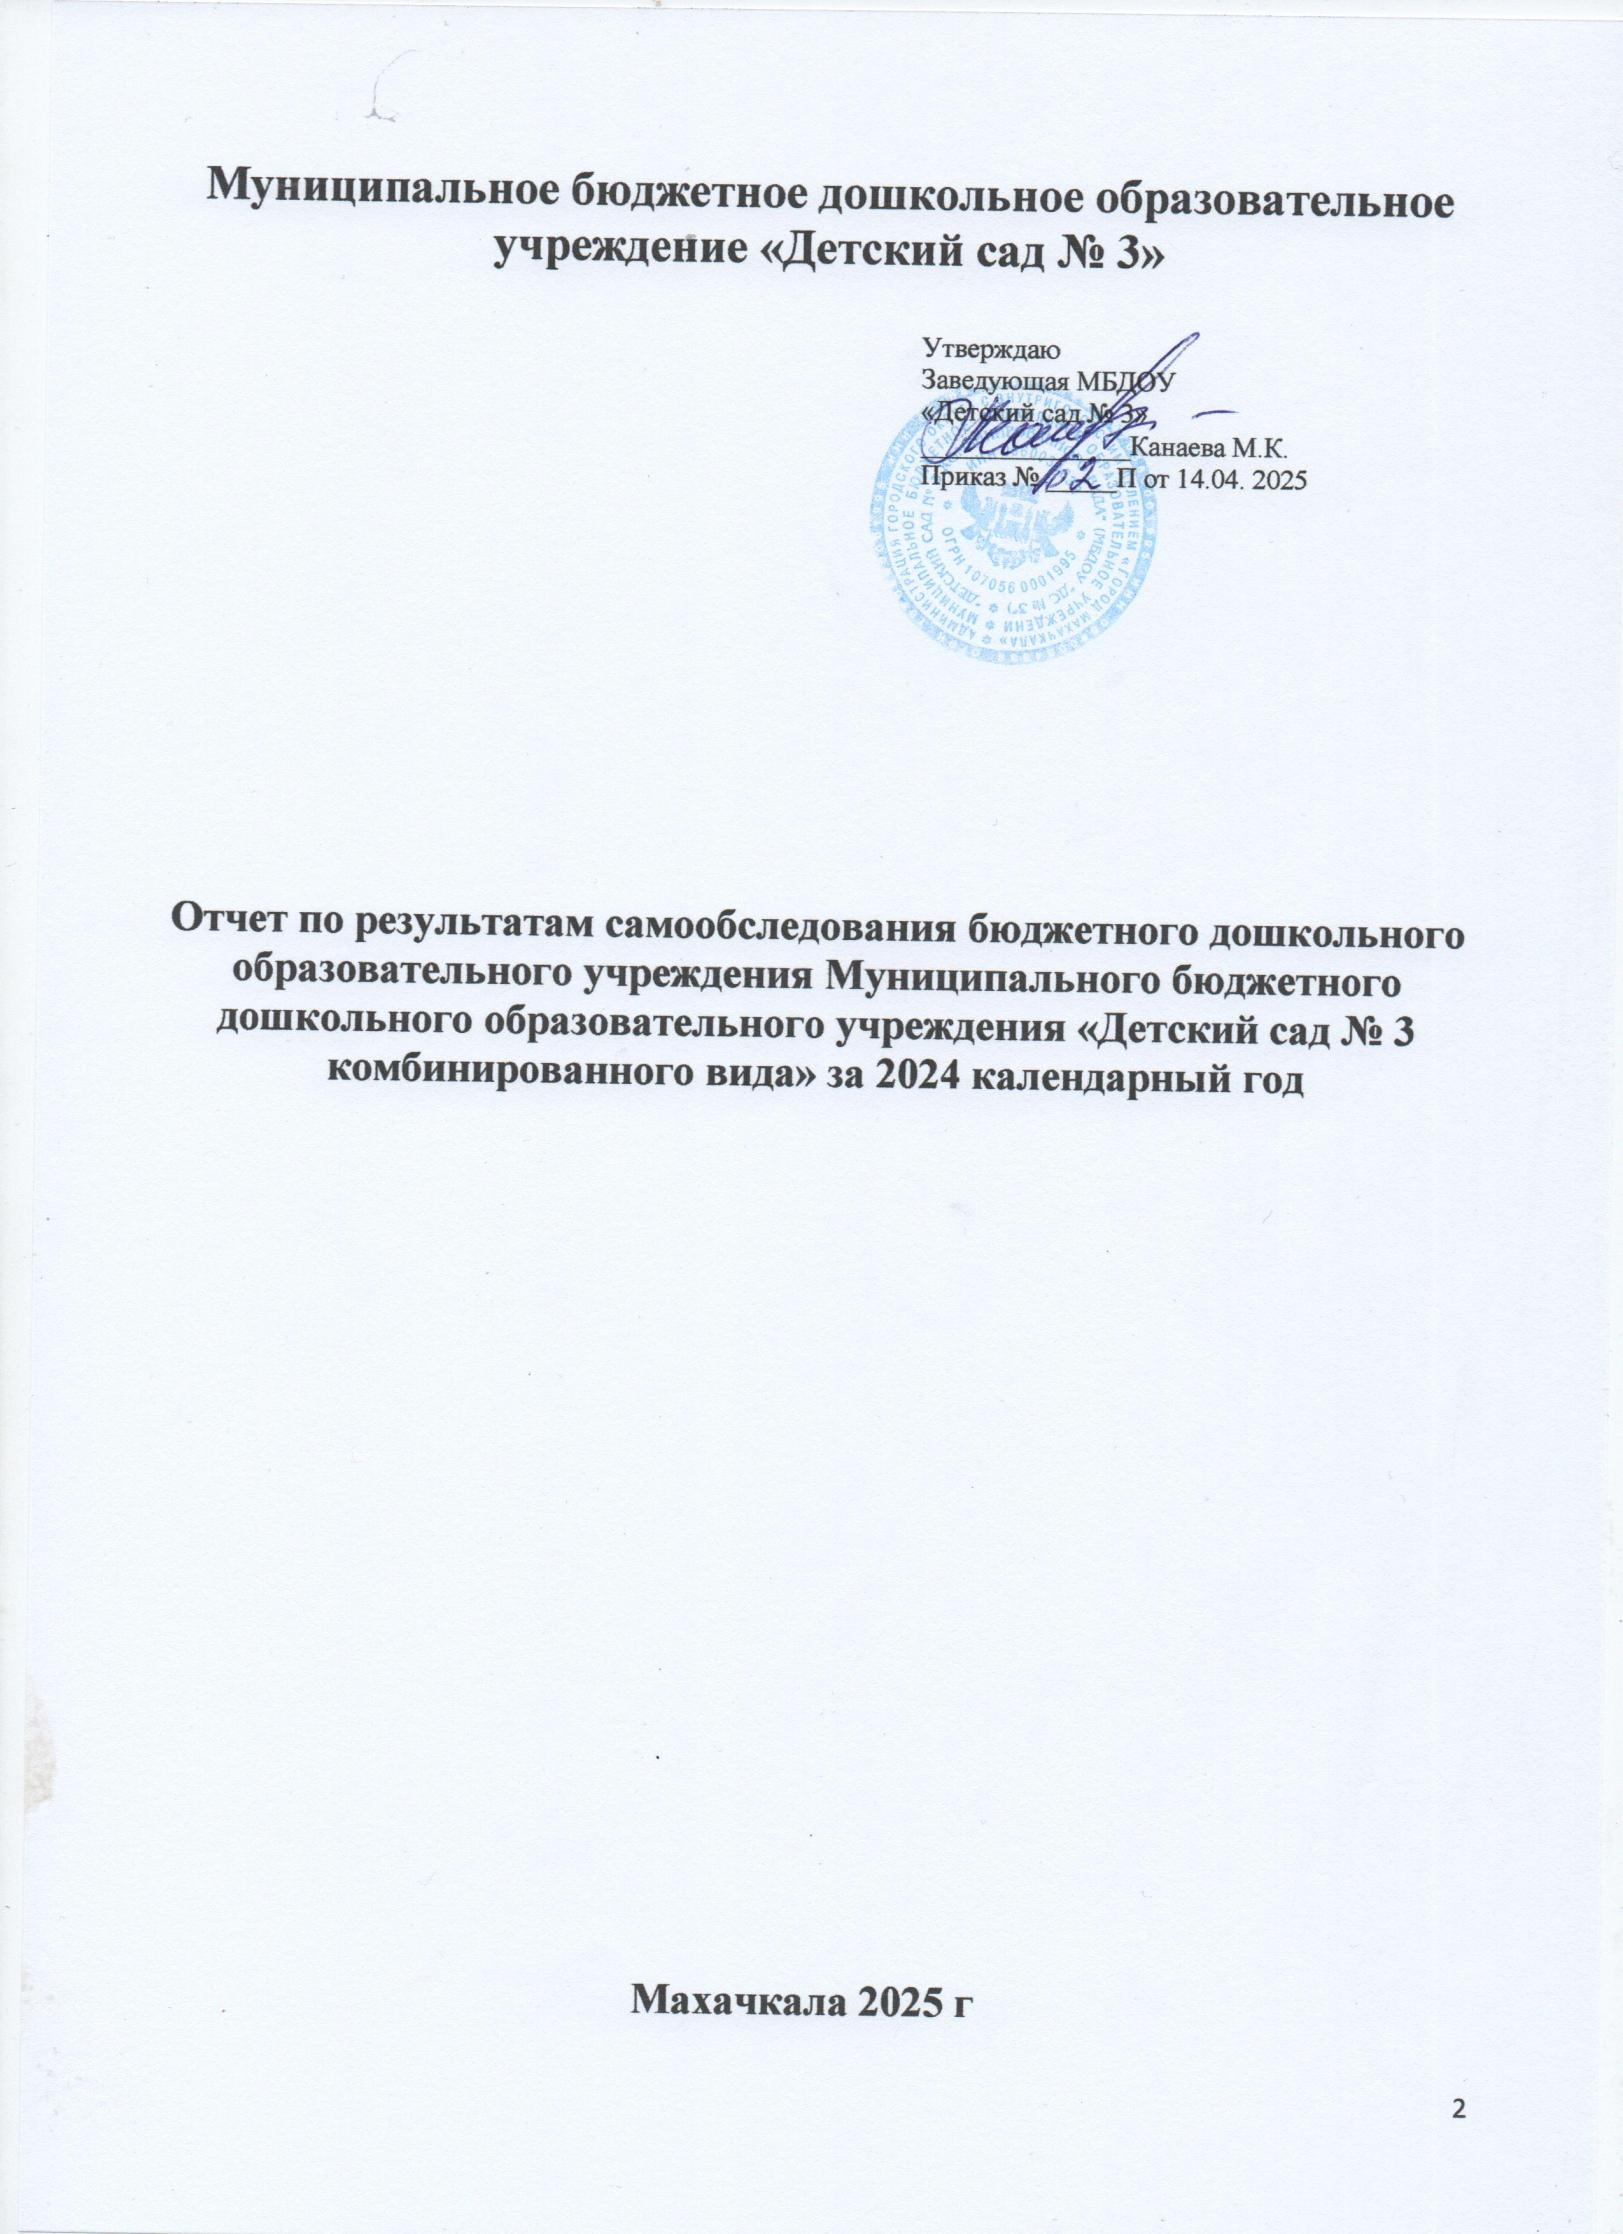 Муниципальное бюджетное дошкольное образовательное
учреждение «Детский сад № 3»
Утверждаю
Заведующая МБДОУ
«Детский сад № 3»
Канаева М.К.
Приказ № 62 П от 14.04. 2025
ОГРН 1070560001995
Отчет по результатам самообследования бюджетного дошкольного
образовательного учреждения Муниципального бюджетного
дошкольного образовательного учреждения «Детский сад № 3
комбинированного вида» за 2024 календарный год
Махачкала 2025 г
2